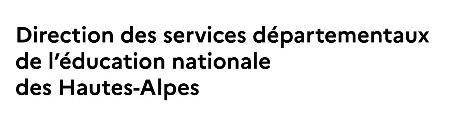 Direction des services départementaux
de l'éducation nationale
des Hautes-Alpes